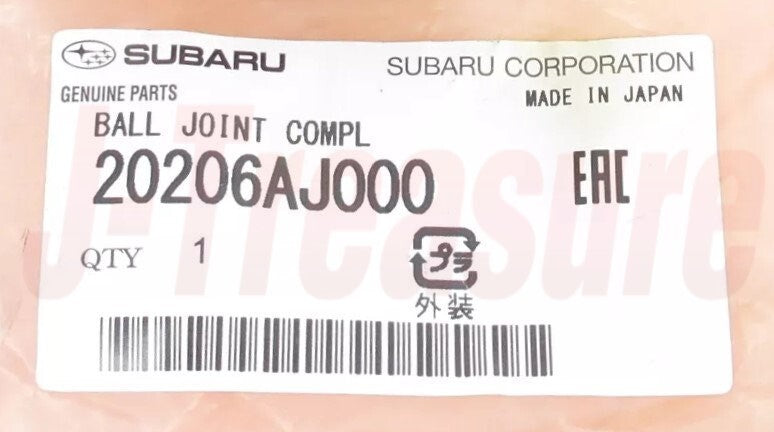 SUBARU
SUBARU CORPORATION
GENUINE PARTS
MADE IN JAPAN
BALL JOINT COMPL
20206AJ000
EAC
QTY 1
プラ
外装
J-Treasure